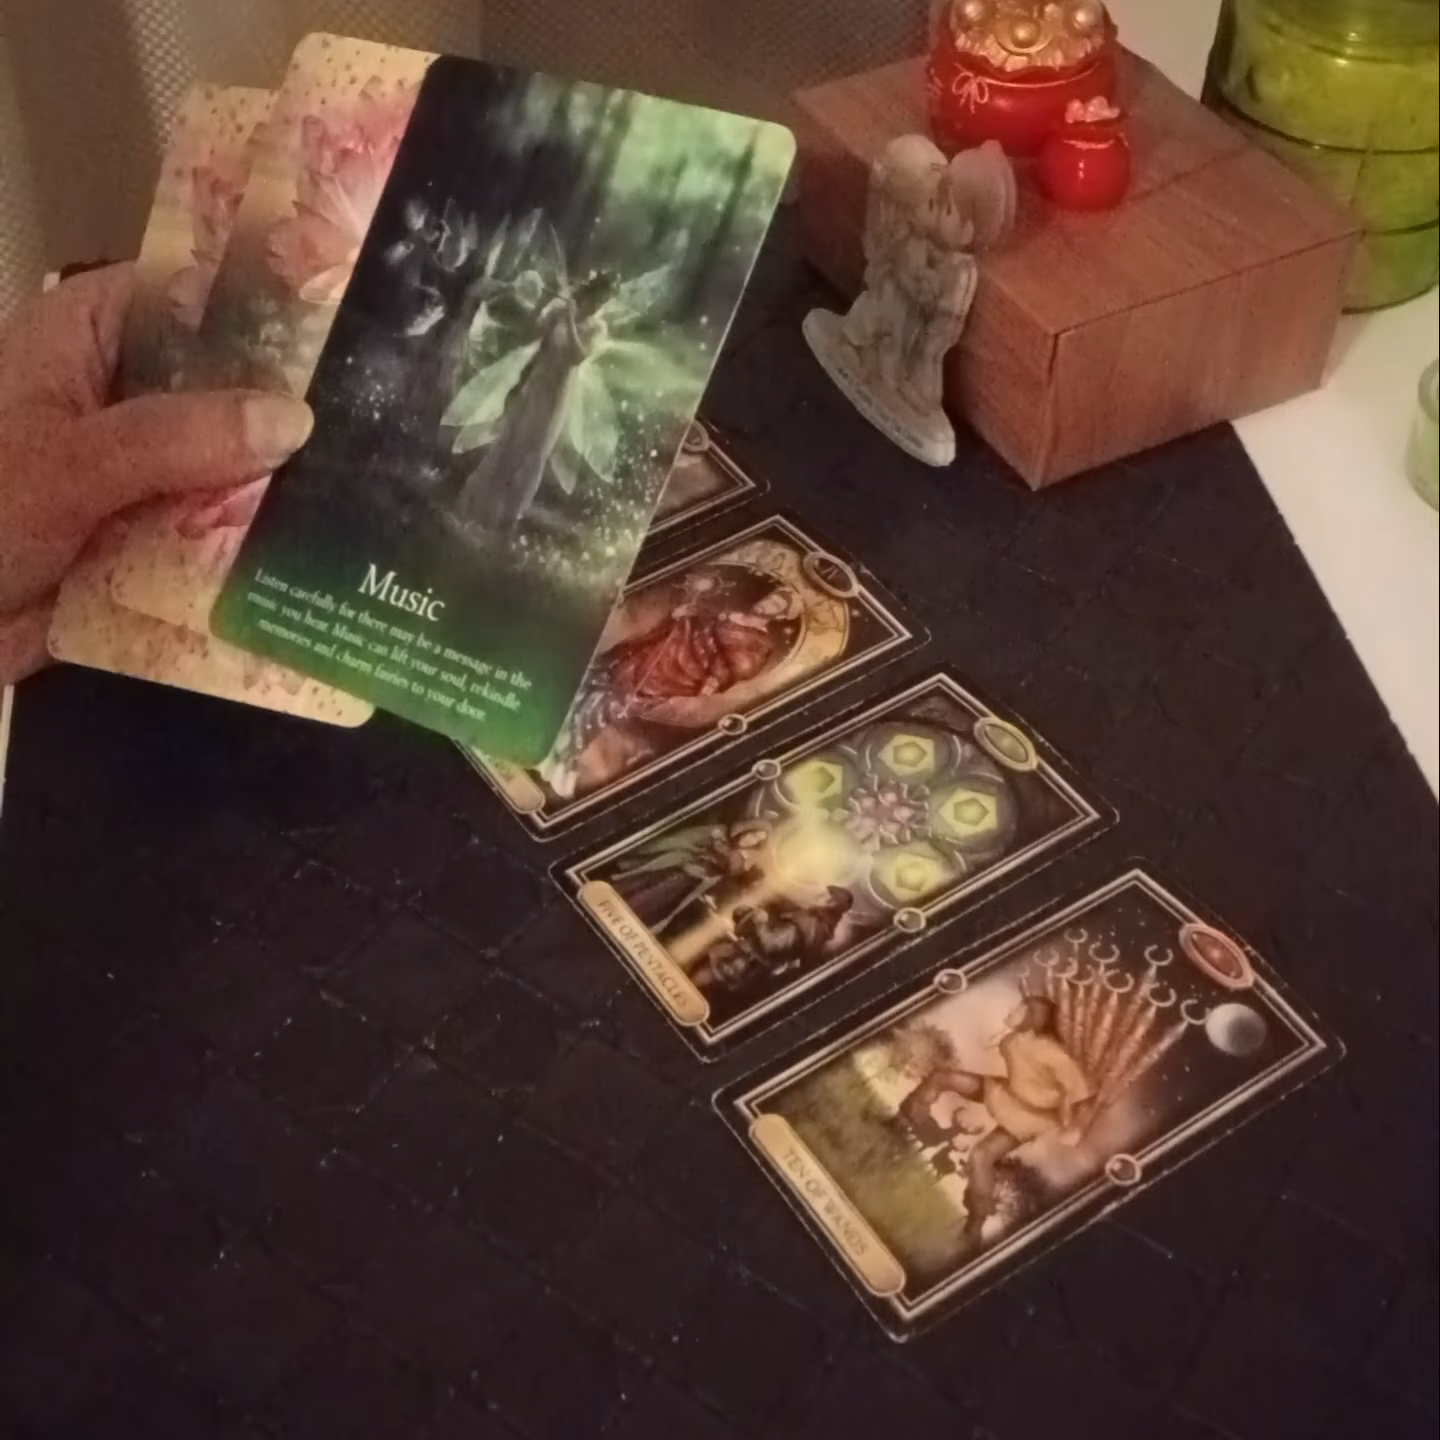 Music
Listen carefully for there may be a message in the
music you hear. Music can lift your soul, rekindle
memories and charm fairies to your door.
FIVE OF PENTACLES
TEN OF WANDS